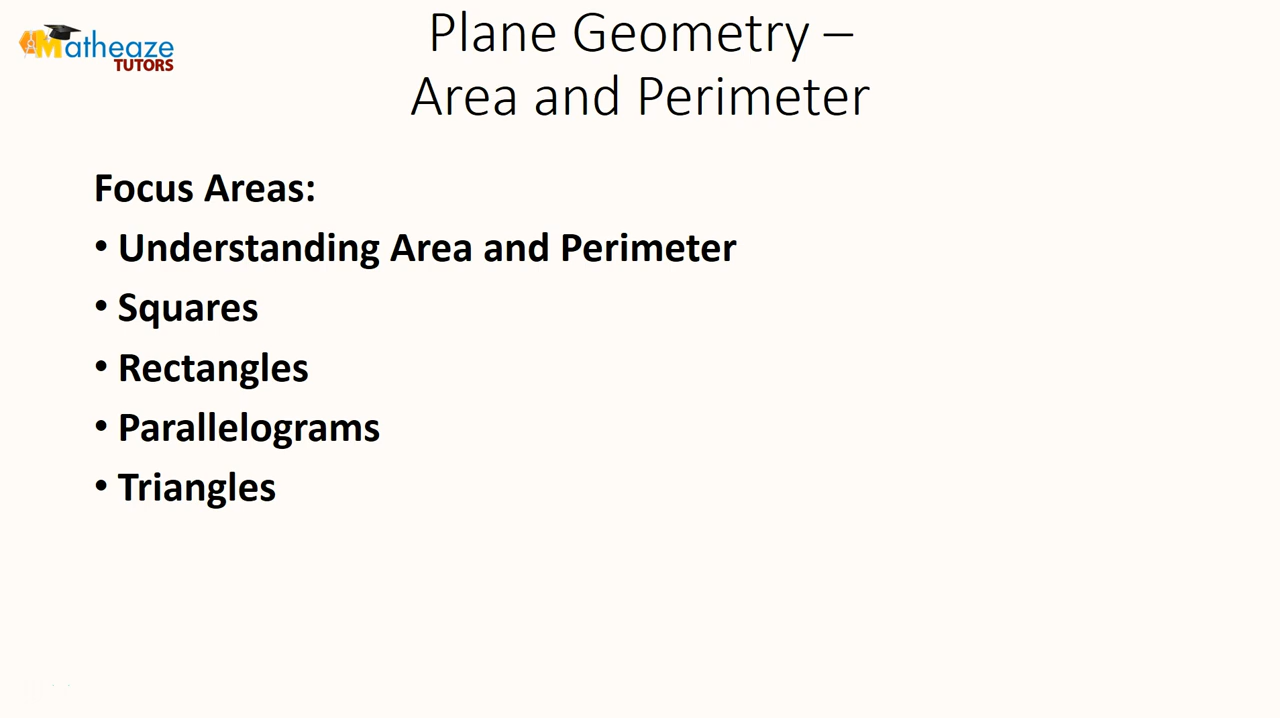 Matheaze
TUTORS
Plane Geometry –
Area and Perimeter
Focus Areas:
• Understanding Area and Perimeter
• Squares
• Rectangles
• Parallelograms
• Triangles